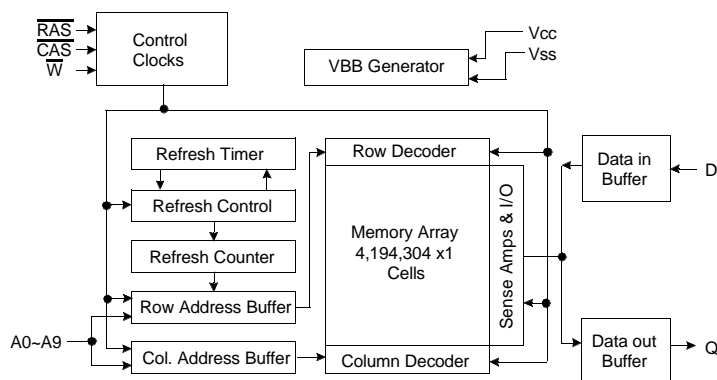 RAS
CAS
W
Control
Clocks
VBB Generator
Vcc
Vss
Refresh Timer
Refresh Control
Refresh Counter
Row Address Buffer
Col. Address Buffer
A0~A9
Row Decoder
Memory Array
4,194,304 x1
Cells
Column Decoder
Sense Amps & I/O
Data in
Buffer
D
Data out
Buffer
Q